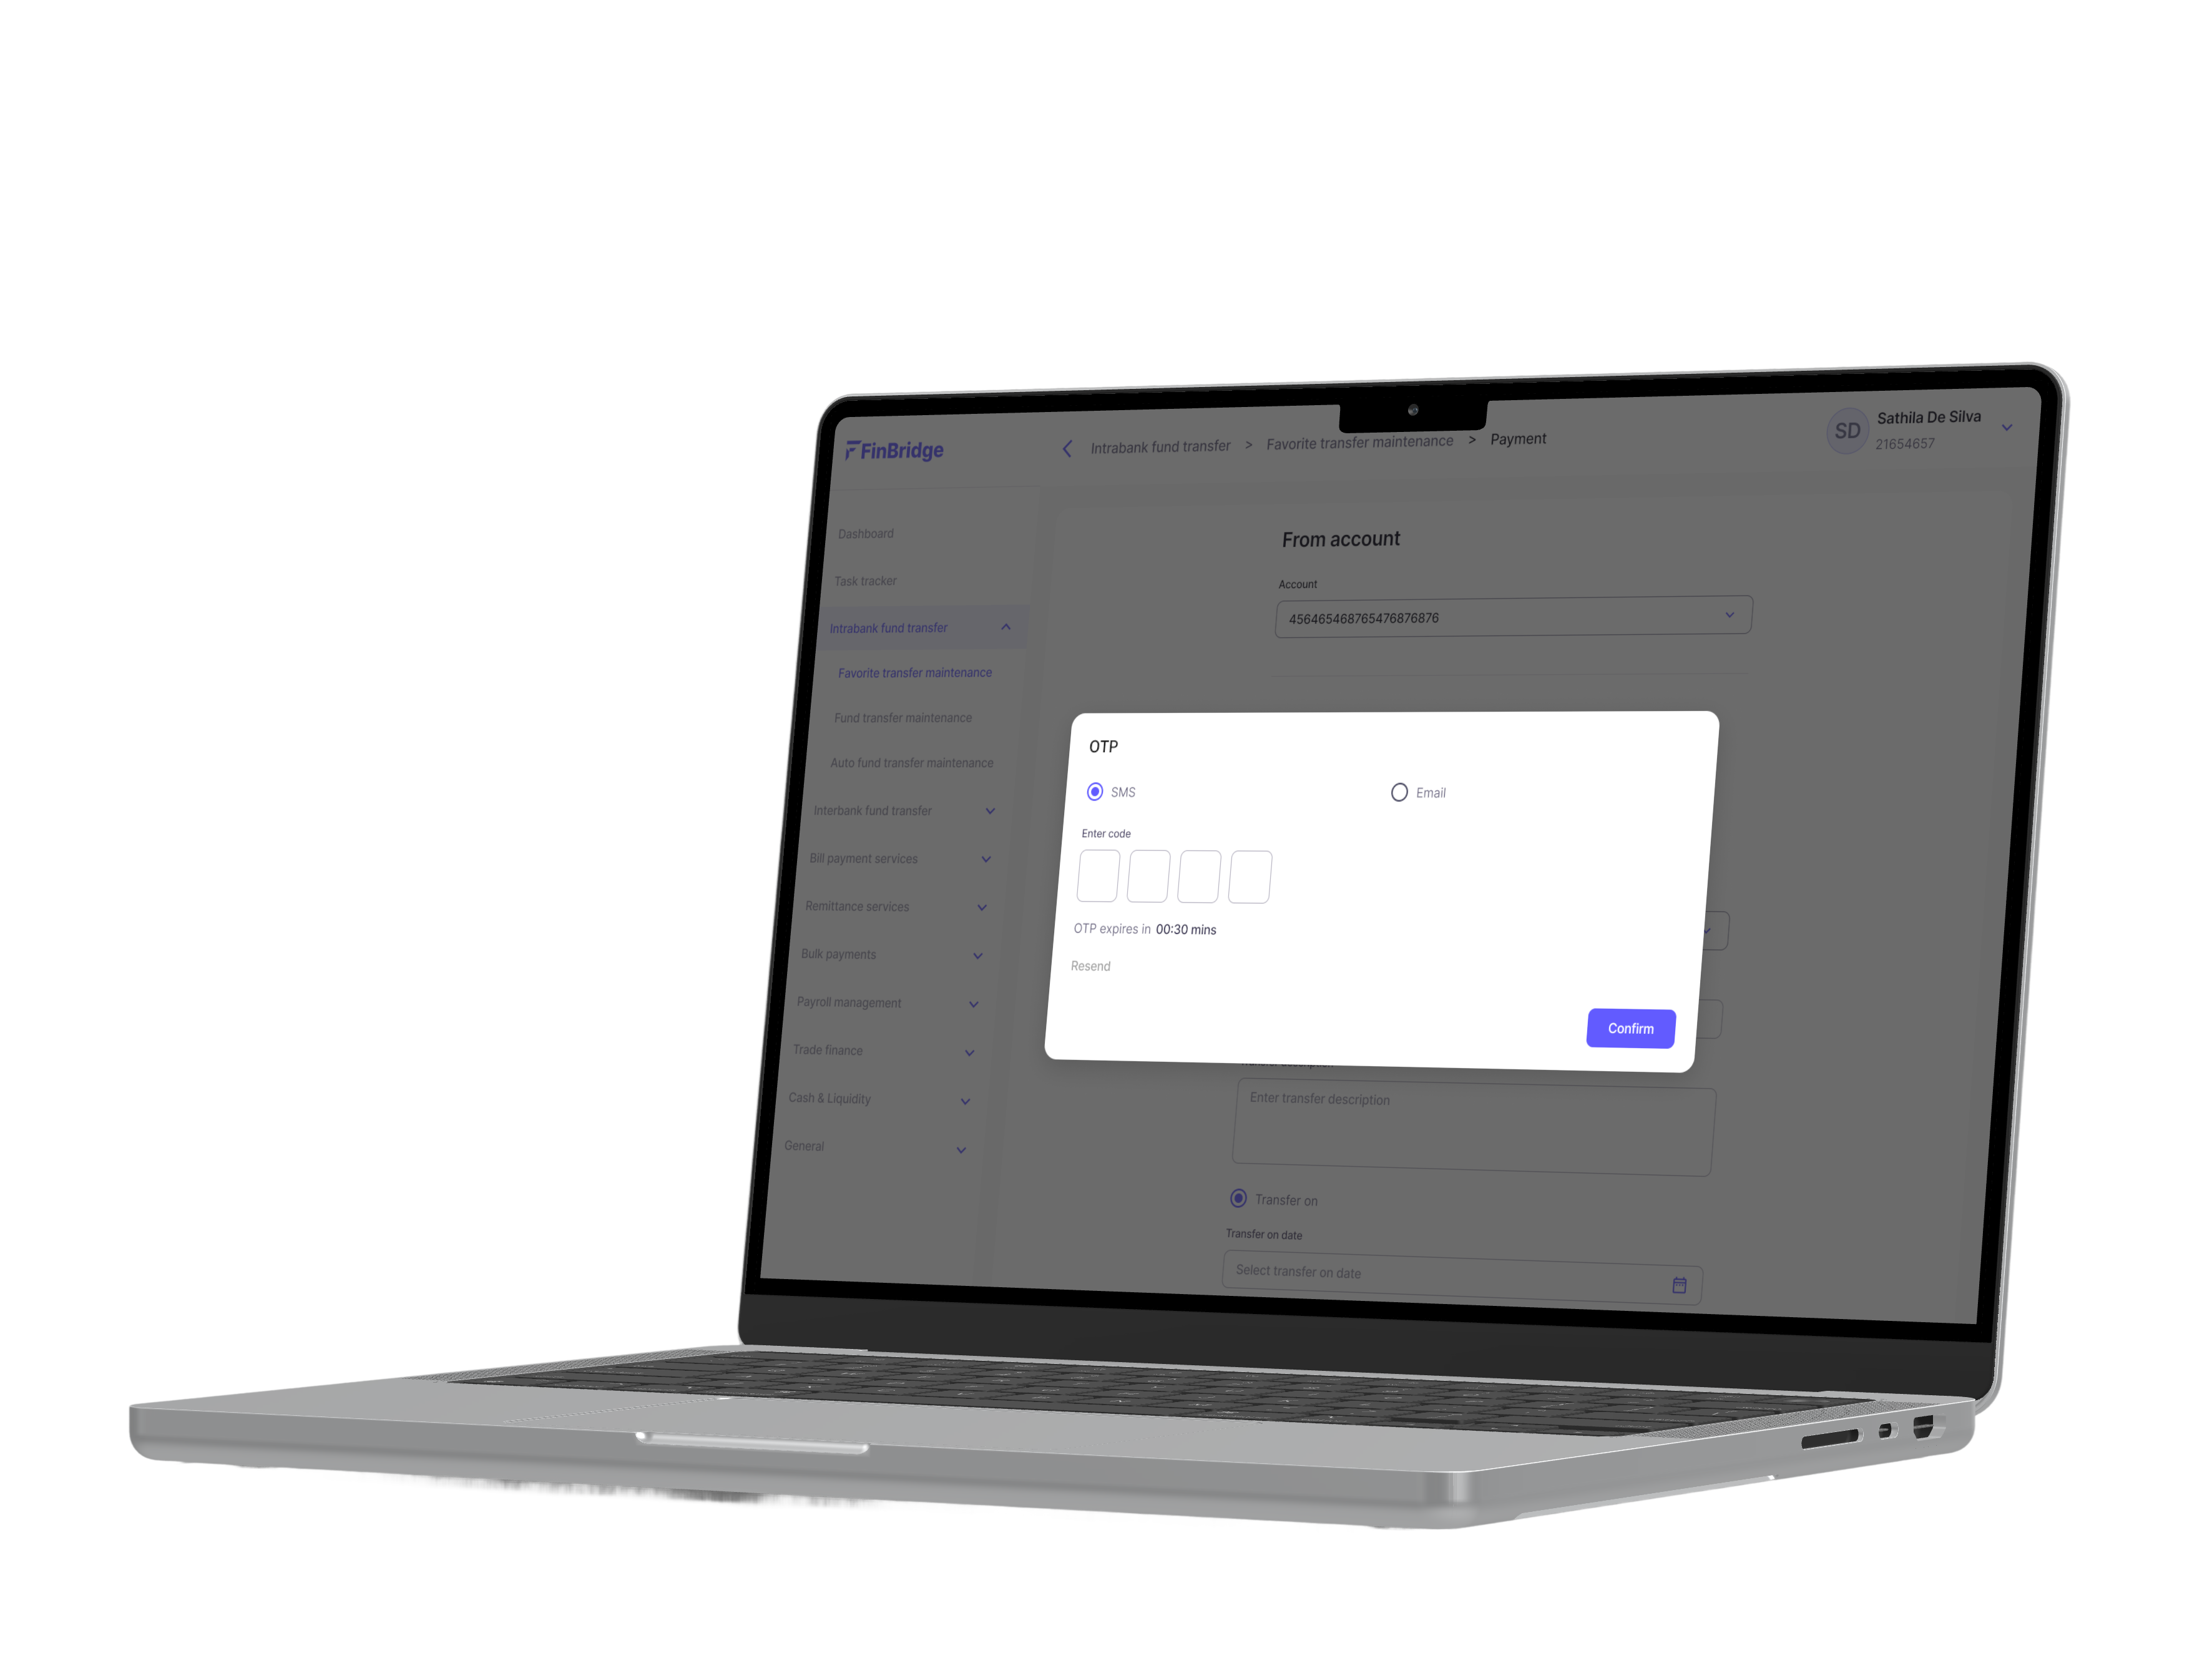 FinBridge
Intrabank fund transfer > Favorite transfer maintenance > Payment
SD
Sathila De Silva
21654657
Dashboard
Task tracker
Intrabank fund transfer
Favorite transfer maintenance
Fund transfer maintenance
Auto fund transfer maintenance
Interbank fund transfer
Bill payment services
Remittance services
Bulk payments
Payroll management
Trade finance
Cash & Liquidity
General
From account
Account
456465468765476876876
OTP
SMS
Email
Enter code
OTP expires in 00:30 mins
Resend
Confirm
Enter transfer description
Transfer on
Transfer on date
Select transfer on date